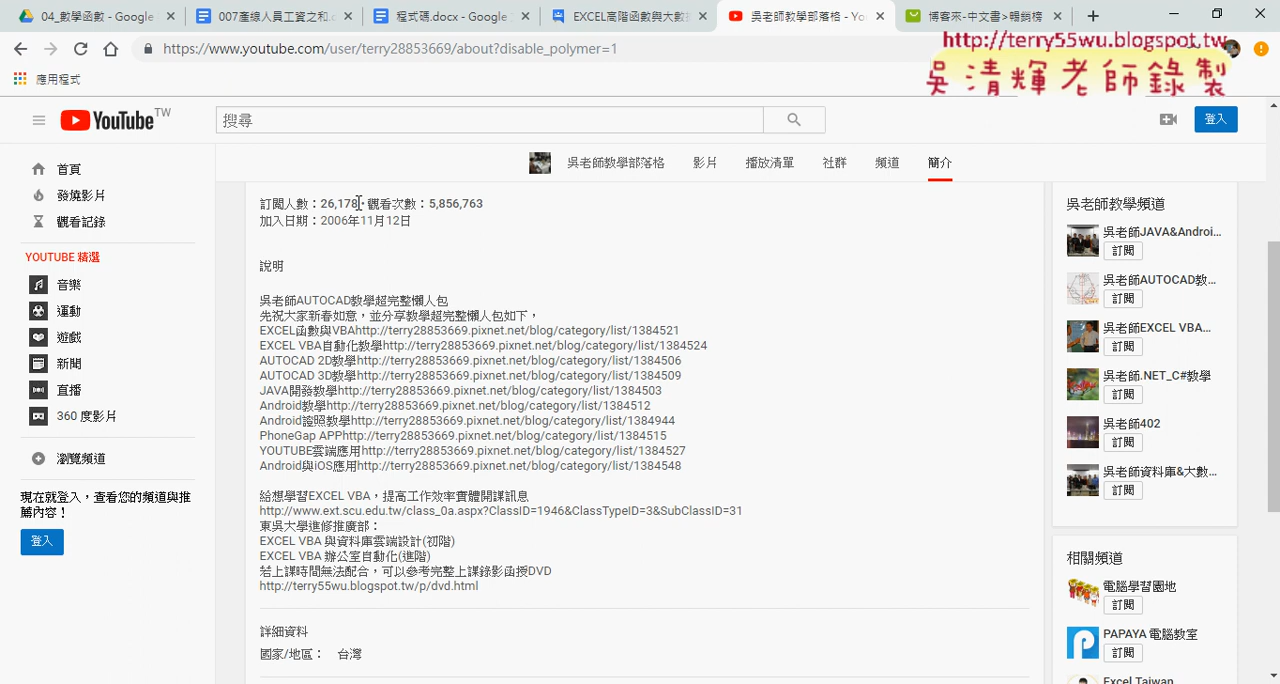 04_數學函數 - Google
007產線人員工資之和.c
程式碼.docx - Google
EXCEL高階函數與大數據
吳老師教學部落格 - Yo
博客來-中文書>暢銷榜
https://www.youtube.com/user/terry28853669/about?disable_polymer=1
http://terry55wu.blogspot.tw
吳清輝老師錄製
應用程式
YouTube TW
搜尋
登入
首頁
發燒影片
觀看記錄
YOUTUBE 精選
音樂
運動
遊戲
新聞
直播
360 度影片
瀏覽頻道
現在就登入，查看您的頻道與推
薦內容！
登入
吳老師教學部落格
影片
播放清單
社群
頻道
簡介
訂閱人數：26,178 • 觀看次數：5,856,763
加入日期：2006年11月12日
說明
吳老師AUTOCAD教學超完整懶人包
先祝大家新春如意，並分享教學超完整懶人包如下，
EXCEL函數與VBAhttp://terry28853669.pixnet.net/blog/category/list/1384521
EXCEL VBA自動化教學http://terry28853669.pixnet.net/blog/category/list/1384524
AUTOCAD 2D教學http://terry28853669.pixnet.net/blog/category/list/1384506
AUTOCAD 3D教學http://terry28853669.pixnet.net/blog/category/list/1384509
JAVA開發教學http://terry28853669.pixnet.net/blog/category/list/1384503
Android教學http://terry28853669.pixnet.net/blog/category/list/1384512
Android證照教學http://terry28853669.pixnet.net/blog/category/list/1384944
PhoneGap APPhttp://terry28853669.pixnet.net/blog/category/list/1384515
YOUTUBE雲端應用http://terry28853669.pixnet.net/blog/category/list/1384527
Android與iOS應用http://terry28853669.pixnet.net/blog/category/list/1384548
給想學習EXCEL VBA，提高工作效率實體開課訊息
http://www.ext.scu.edu.tw/class_0a.aspx?ClassID=1946&ClassTypeID=3&SubClassID=31
東吳大學進修推廣部：
EXCEL VBA 與資料庫雲端設計(初階)
EXCEL VBA 辦公室自動化(進階)
若上課時間無法配合，可以參考完整上課錄影函授DVD
http://terry55wu.blogspot.tw/p/dvd.html
詳細資料
國家/地區： 台灣
吳老師教學頻道
吳老師JAVA&Androi...
訂閱
吳老師AUTOCAD教...
訂閱
吳老師EXCEL VBA...
訂閱
吳老師.NET_C#教學
訂閱
吳老師402
訂閱
吳老師資料庫&大數...
訂閱
相關頻道
電腦學習園地
訂閱
PAPAYA 電腦教室
訂閱
Excel Taiwan